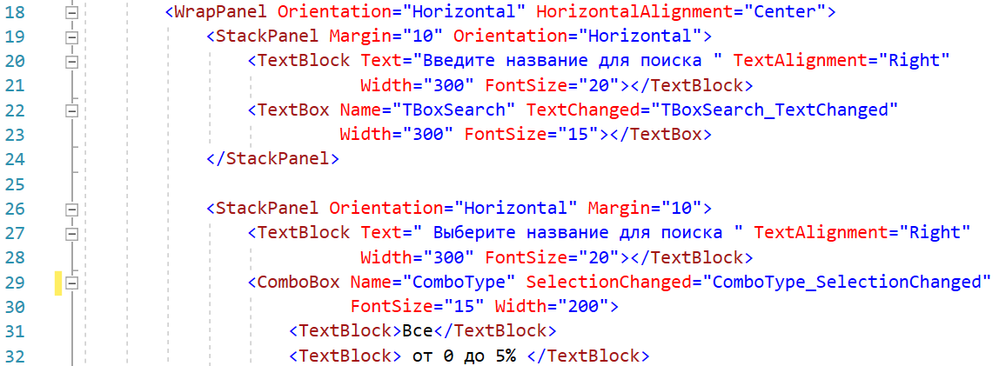 18 <WrapPanel Orientation="Horizontal" HorizontalAlignment="Center">
19 <StackPanel Margin="10" Orientation="Horizontal">
20 <TextBlock Text="Введите название для поиска " TextAlignment="Right"
21 Width="300" FontSize="20"></TextBlock>
22 <TextBox Name="TBoxSearch" TextChanged="TBoxSearch_TextChanged"
23 Width="300" FontSize="15"></TextBox>
24 </StackPanel>
25
26 <StackPanel Orientation="Horizontal" Margin="10">
27 <TextBlock Text=" Выберите название для поиска " TextAlignment="Right"
28 Width="300" FontSize="20"></TextBlock>
29 <ComboBox Name="ComboType" SelectionChanged="ComboType_SelectionChanged"
30 FontSize="15" Width="200">
31 <TextBlock>Все</TextBlock>
32 <TextBlock> от 0 до 5% </TextBlock>